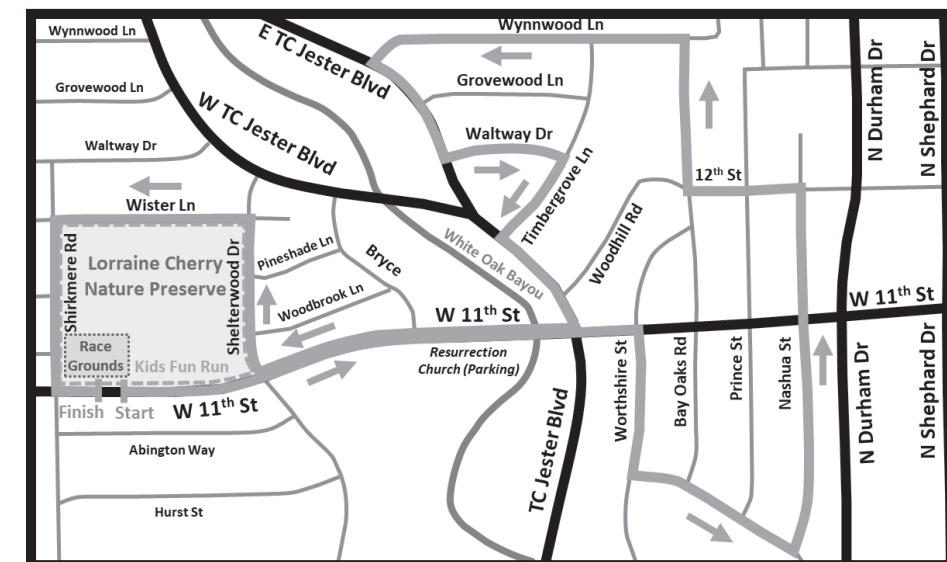 Wynnwood Ln
Wynnwood Ln
E TC Jester Blvd
N Durham Dr
N Shephard Dr
Grovewood Ln
Grovewood Ln
W TC Jester Blvd
Waltway Dr
Waltway Dr
12th St
Timbergrove Ln
Wister Ln
Woodhill Rd
White Oak Bayou
Shirkmere Rd
Lorraine Cherry
Nature Preserve
Shelterwood Dr
Pineshade Ln
Bryce
Woodbrook Ln
W 11th St
W 11th St
Race
Grounds
Kids Fun Run
Resurrection
Church (Parking)
Finish
Start
W 11th St
TC Jester Blvd
Worthshire St
Bay Oaks Rd
Prince St
Nashua St
N Durham Dr
N Shephard Dr
Abington Way
Hurst St